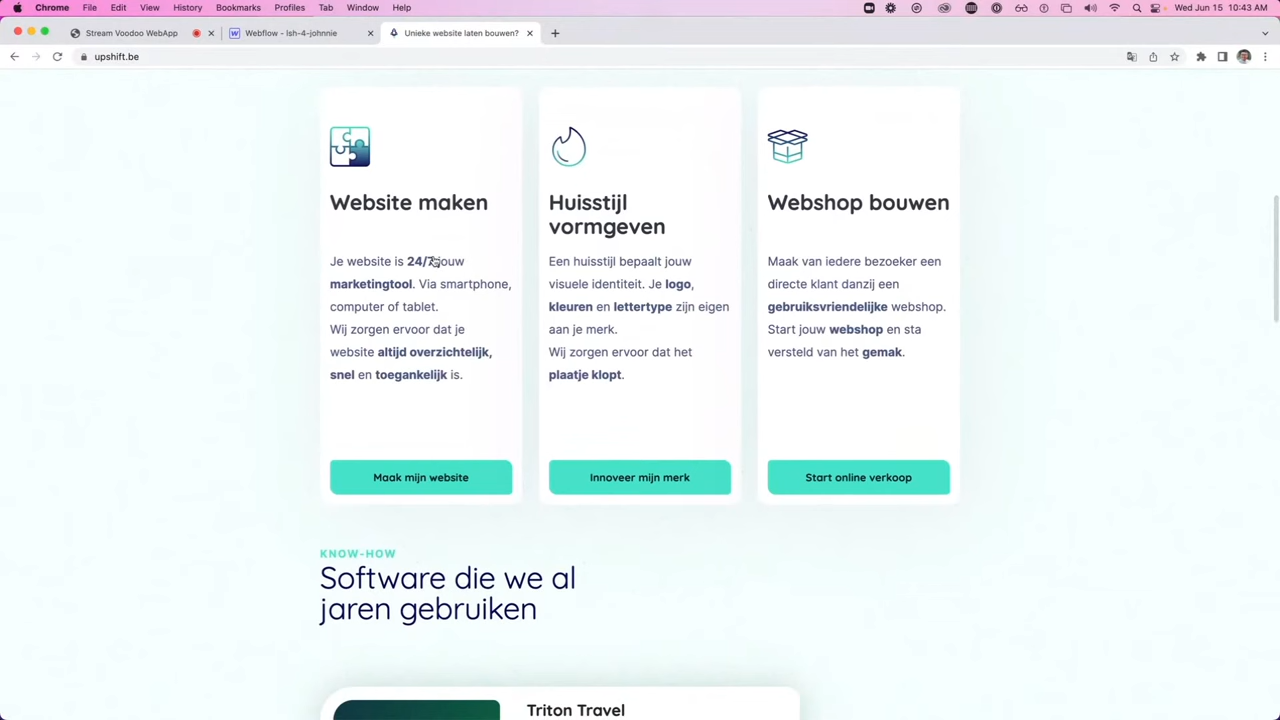 Chrome File Edit View History Bookmarks Profiles Tab Window Help Wed Jun 15 10:43 AM
Stream Voodoo WebApp Webflow - lsh-4-johnnie Unieke website laten bouwen?
upshift.be
Website maken
Je website is 24/7 jouw
marketingtool. Via smartphone,
computer of tablet.
Wij zorgen ervoor dat je
website altijd overzichtelijk,
snel en toegankelijk is.
Maak mijn website
Huisstijl
vormgeven
Een huisstijl bepaalt jouw
visuele identiteit. Je logo,
kleuren en lettertype zijn eigen
aan je merk.
Wij zorgen ervoor dat het
plaatje klopt.
Innoveer mijn merk
Webshop bouwen
Maak van iedere bezoeker een
directe klant danzij een
gebruiksvriendelijke webshop.
Start jouw webshop en sta
versteld van het gemak.
Start online verkoop
KNOW-HOW
Software die we al
jaren gebruiken
Triton Travel